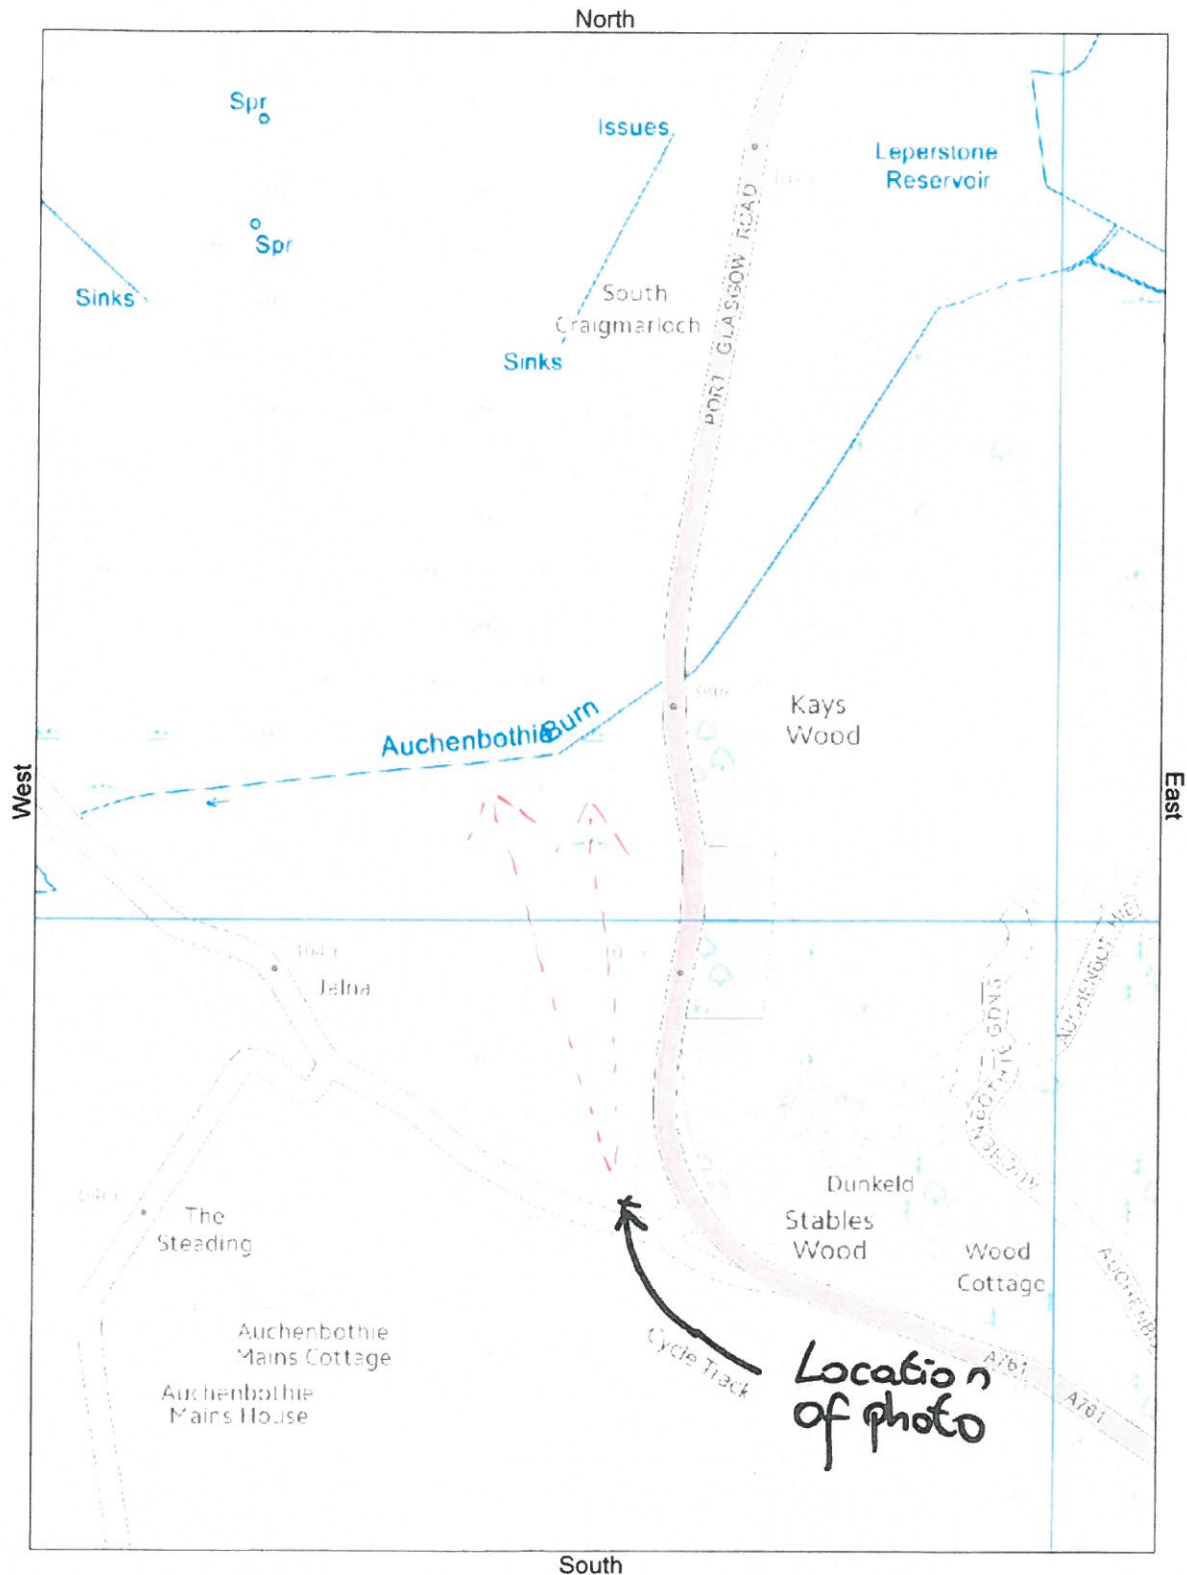 North
Spr
Issues
Leperstone
Reservoir
Spr
Sinks
South
Craigmarloch
PORT GLASGOW ROAD
Sinks
Kays
Wood
Auchenbothie Burn
West
East
Jalna
AUCHENBOTHIE GDNS
Dunkeld
Stables
Wood
The
Steading
Wood
Cottage
Auchenbothie
Mains Cottage
Cycle Track
A761
Location
of photo
Auchenbothie
Mains House
A761
South